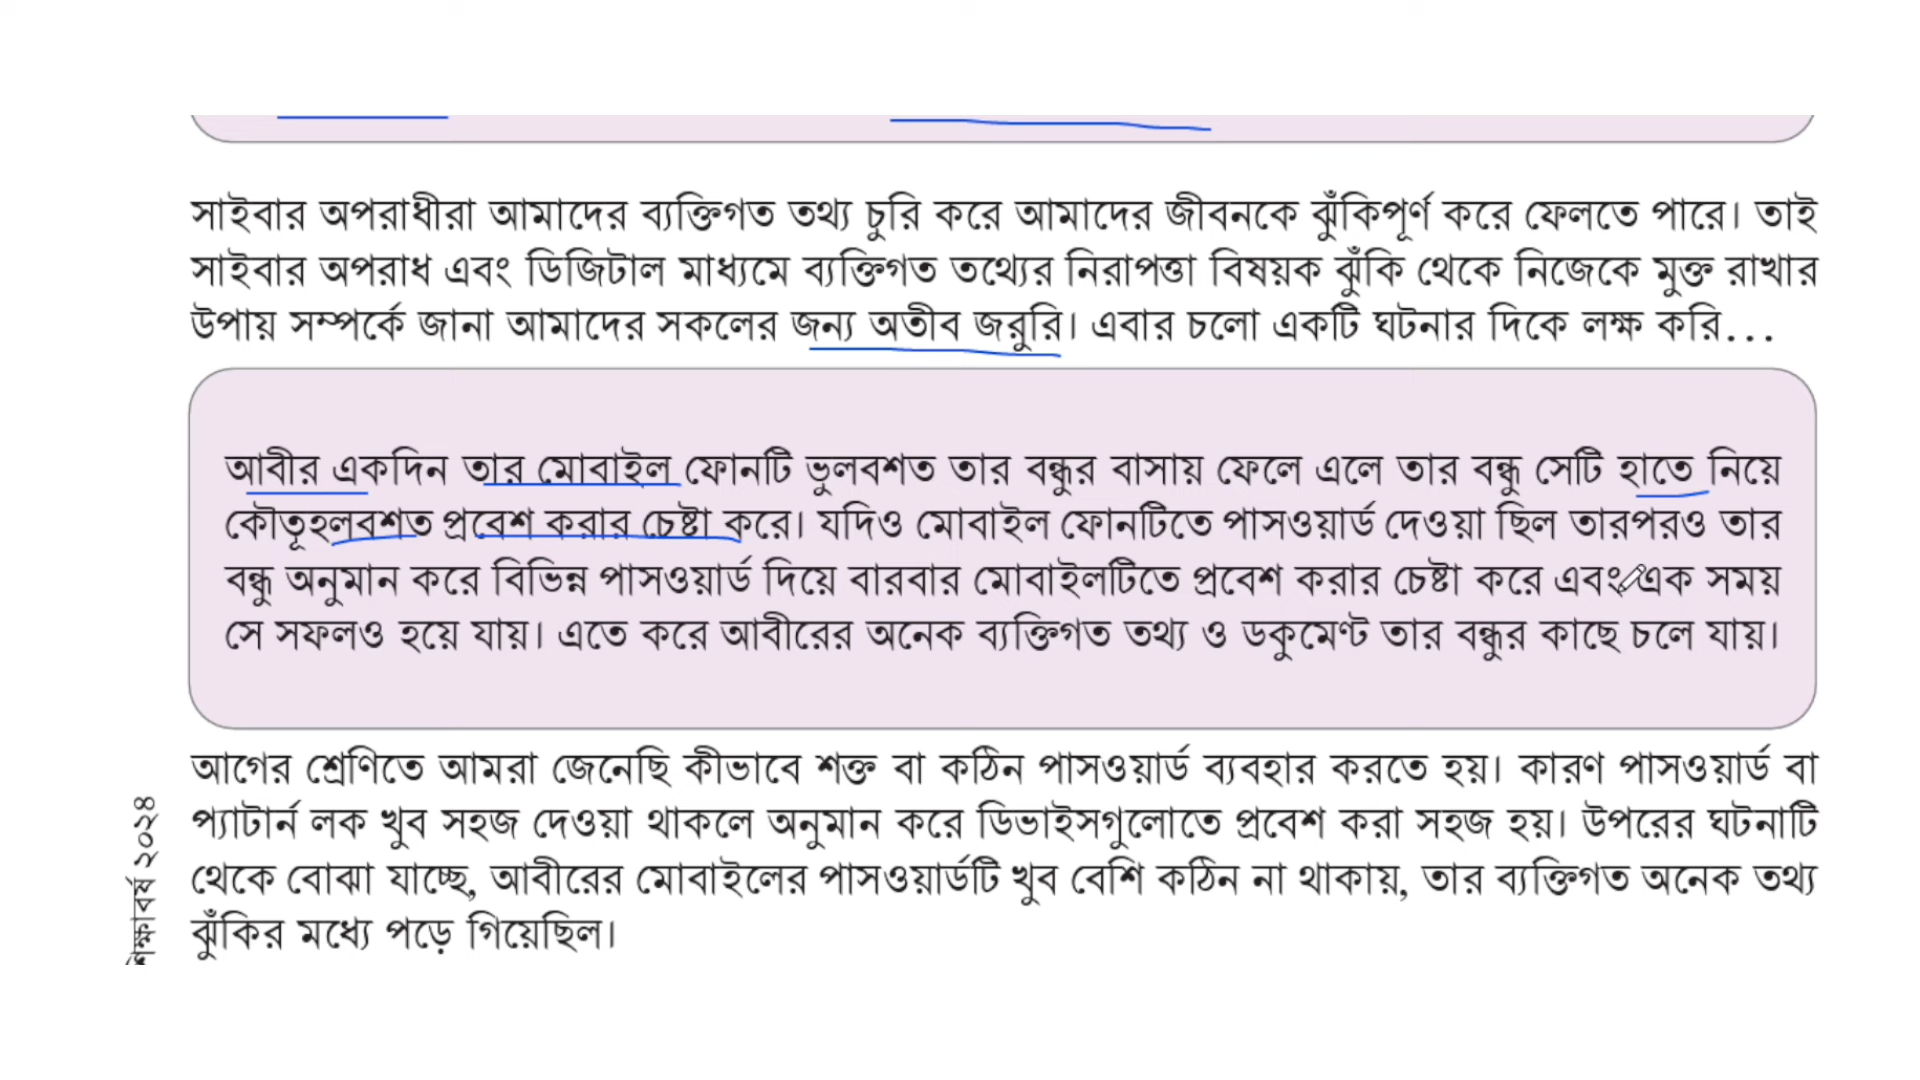 সাইবার অপরাধীরা আমাদের ব্যক্তিগত তথ্য চুরি করে আমাদের জীবনকে ঝুঁকিপূর্ণ করে ফেলতে পারে। তাই
সাইবার অপরাধ এবং ডিজিটাল মাধ্যমে ব্যক্তিগত তথ্যের নিরাপত্তা বিষয়ক ঝুঁকি থেকে নিজেকে মুক্ত রাখার
উপায় সম্পর্কে জানা আমাদের সকলের জন্য অতীব জরুরি। এবার চলো একটি ঘটনার দিকে লক্ষ করি...
আবীর একদিন তার মোবাইল ফোনটি ভুলবশত তার বন্ধুর বাসায় ফেলে এলে তার বন্ধু সেটি হাতে নিয়ে
কৌতূহলবশত প্রবেশ করার চেষ্টা করে। যদিও মোবাইল ফোনটিতে পাসওয়ার্ড দেওয়া ছিল তারপরও তার
বন্ধু অনুমান করে বিভিন্ন পাসওয়ার্ড দিয়ে বারবার মোবাইলটিতে প্রবেশ করার চেষ্টা করে এবং এক সময়
সে সফলও হয়ে যায়। এতে করে আবীরের অনেক ব্যক্তিগত তথ্য ও ডকুমেন্ট তার বন্ধুর কাছে চলে যায়।
আগের শ্রেণিতে আমরা জেনেছি কীভাবে শক্ত বা কঠিন পাসওয়ার্ড ব্যবহার করতে হয়। কারণ পাসওয়ার্ড বা
প্যাটার্ন লক খুব সহজ দেওয়া থাকলে অনুমান করে ডিভাইসগুলোতে প্রবেশ করা সহজ হয়। উপরের ঘটনাটি
থেকে বোঝা যাচ্ছে, আবীরের মোবাইলের পাসওয়ার্ডটি খুব বেশি কঠিন না থাকায়, তার ব্যক্তিগত অনেক তথ্য
ঝুঁকির মধ্যে পড়ে গিয়েছিল।
শিক্ষাবর্ষ ২০২৪